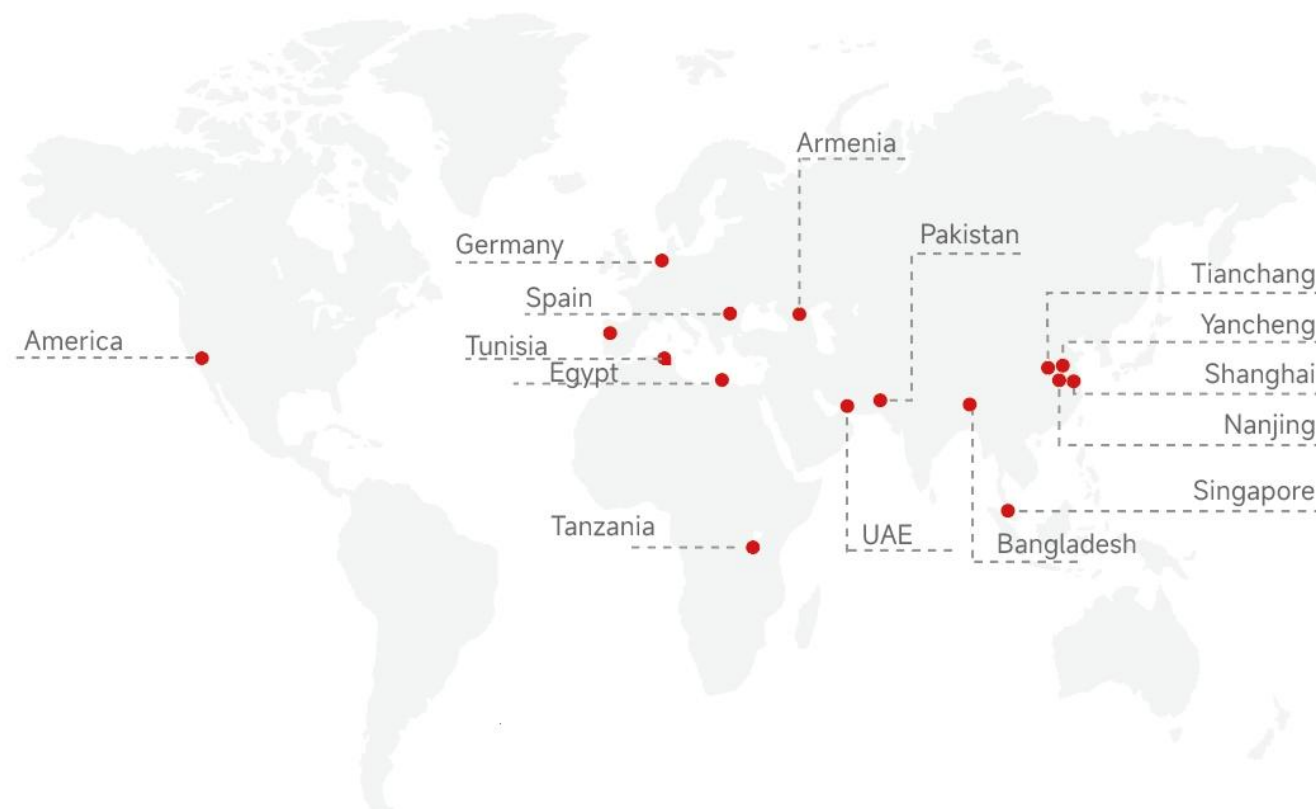 Armenia
Pakistan
Germany
Tianchang
Spain
Yancheng
America
Tunisia
Egypt
Shanghai
Nanjing
Singapore
Tanzania
UAE
Bangladesh